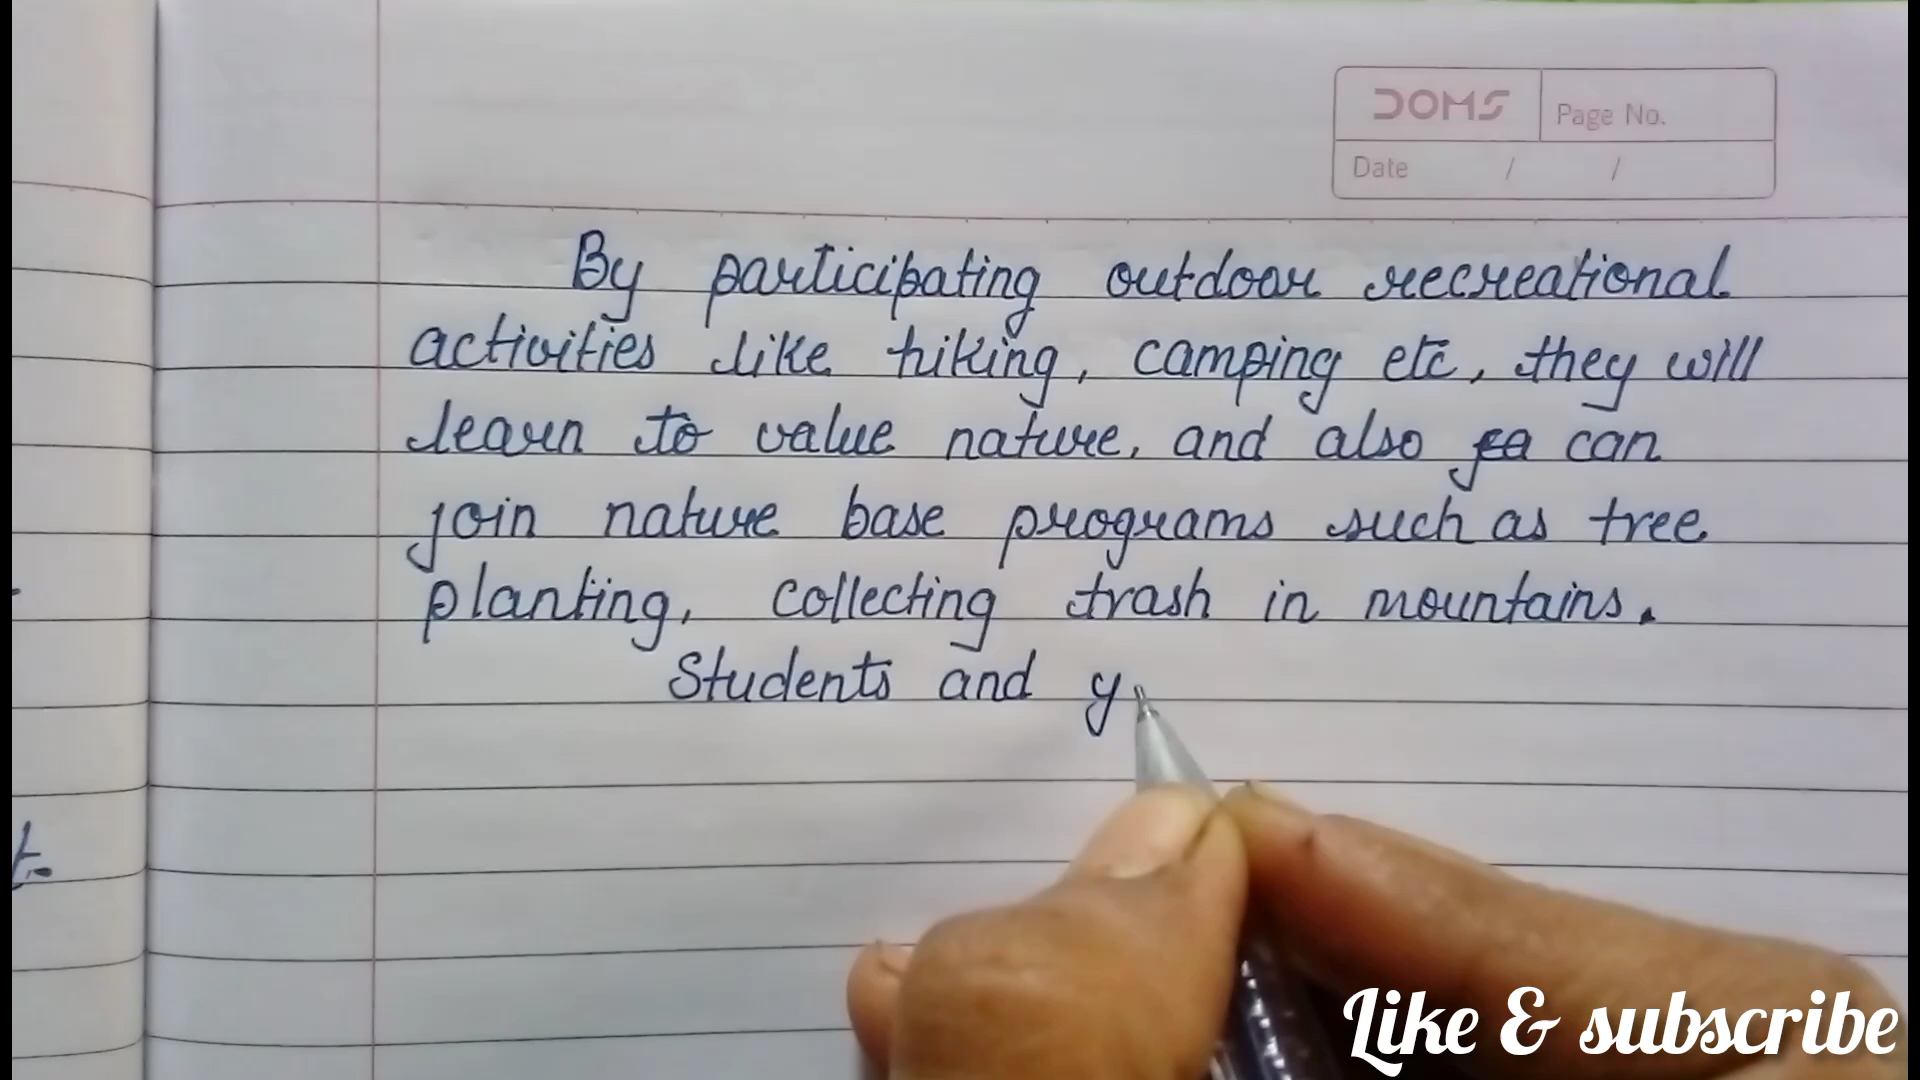 DOMS
Page No.
Date / /
By participating outdoor recreational
activities like hiking, camping etc, they will
learn to value nature, and also can
join nature base programs such as tree
planting, collecting trash in mountains.
Students and y
t.
Like & subscribe